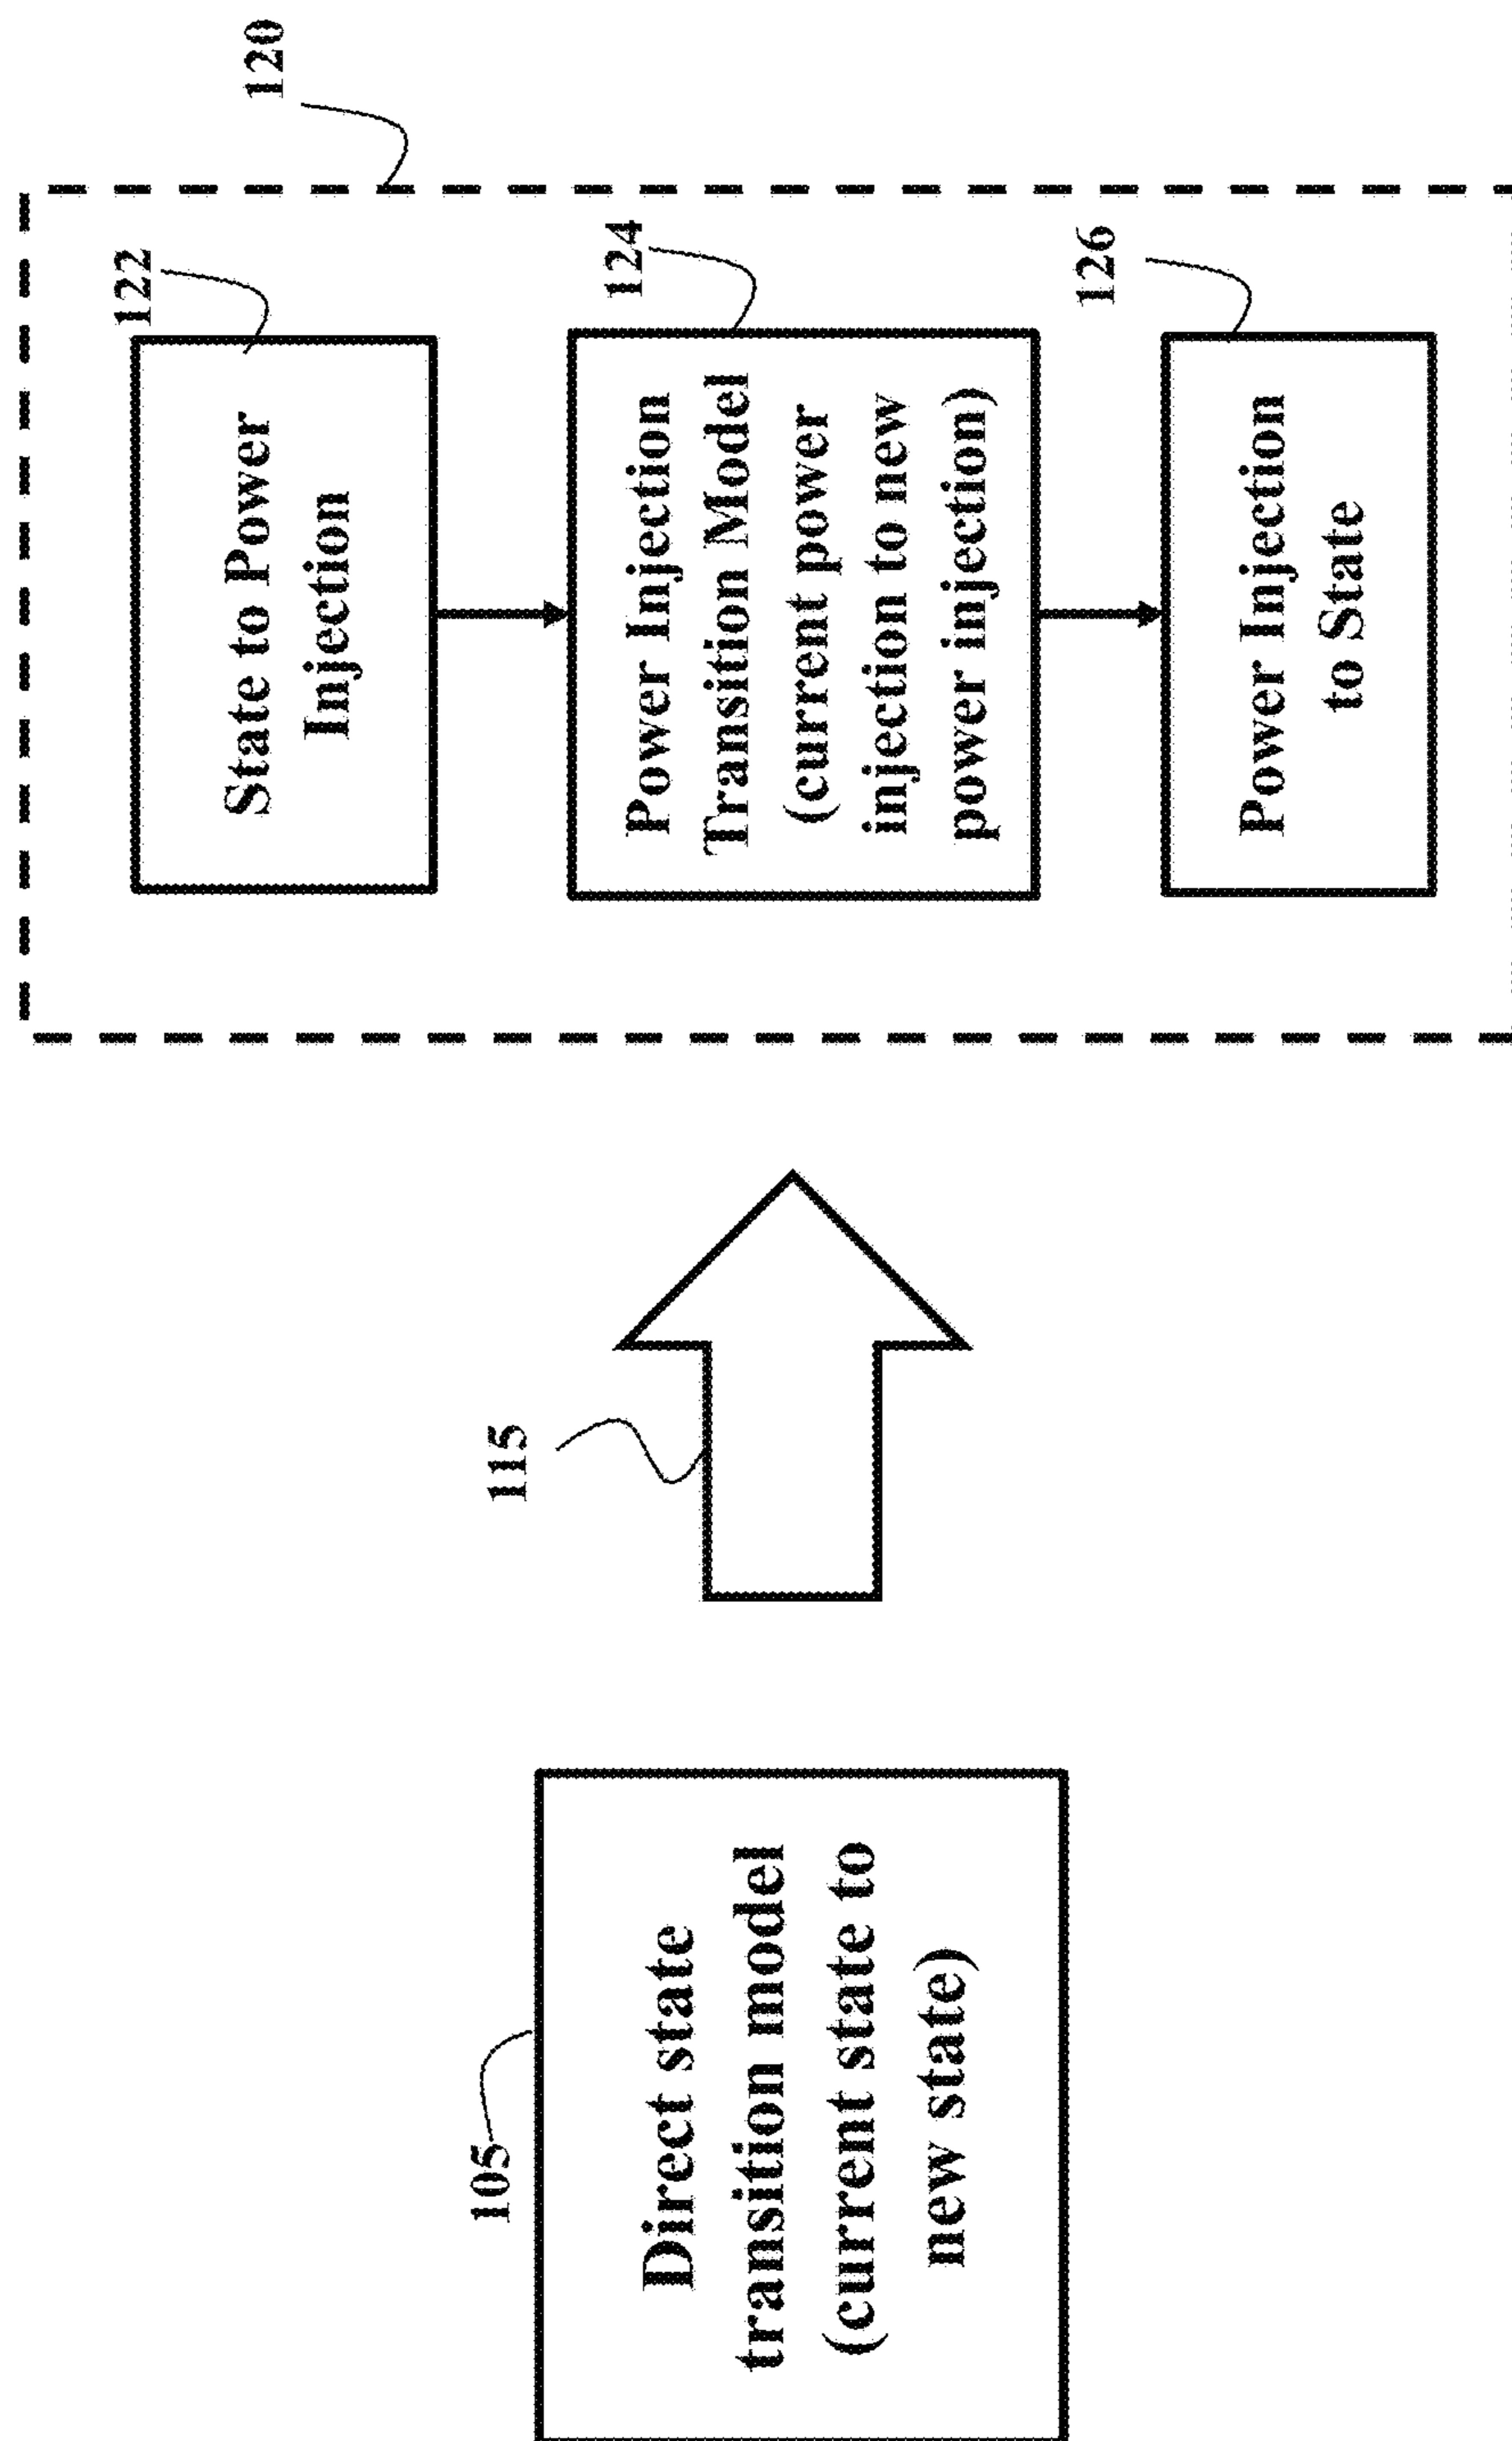 105
Direct state
transition model
(current state to
new state)
115
120
122
State to Power
Injection
124
Power Injection
Transition Model
(current power
injection to new
power injection)
126
Power Injection
to State